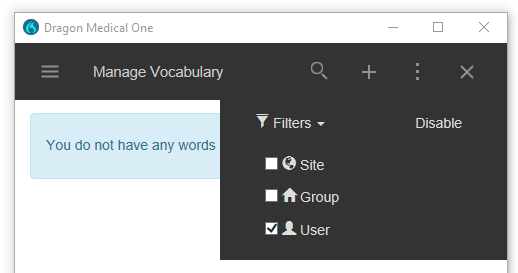 Dragon Medical One
Manage Vocabulary
You do not have any words
Filters
Disable
Site
Group
User